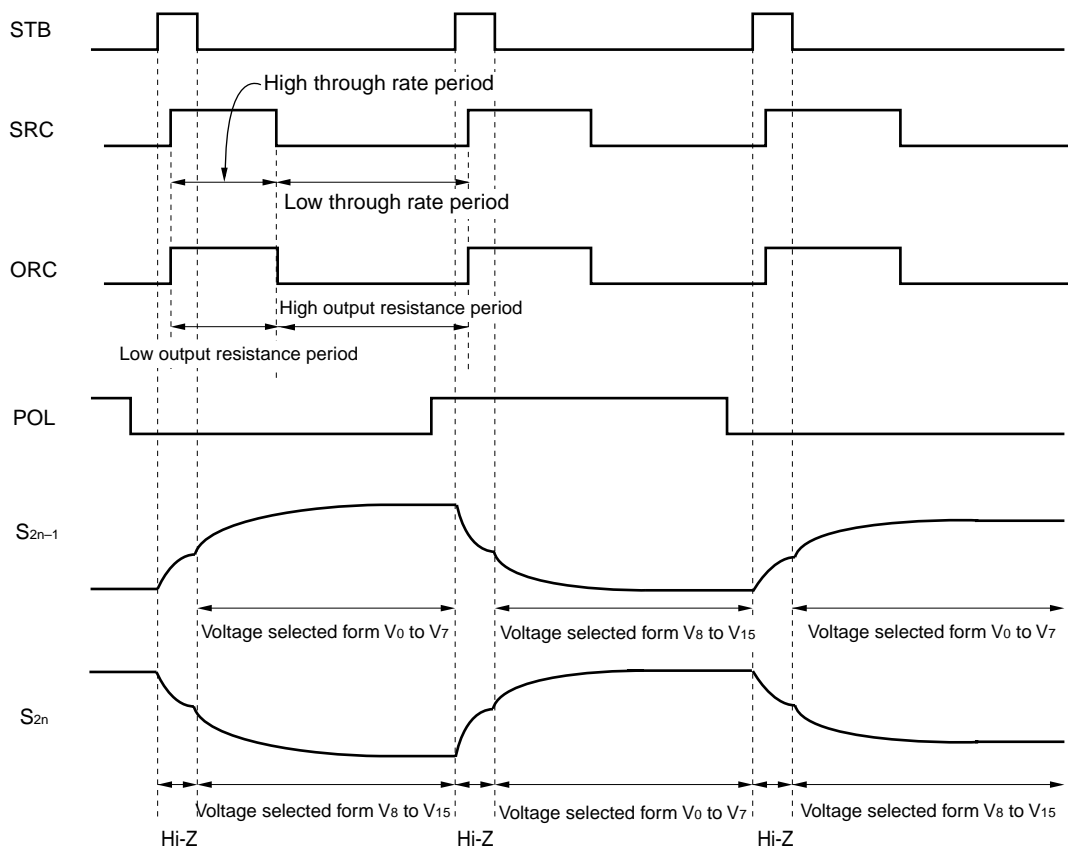 STB
High through rate period
SRC
Low through rate period
ORC
High output resistance period
Low output resistance period
POL
S2n–1
Voltage selected form V0 to V7
Voltage selected form V8 to V15
Voltage selected form V0 to V7
S2n
Voltage selected form V8 to V15
Voltage selected form V0 to V7
Voltage selected form V8 to V15
Hi-Z
Hi-Z
Hi-Z